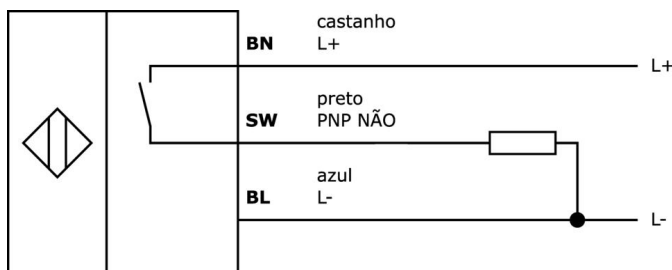 castanho
BN L+
L+
preto
SW PNP NÃO
azul
BL L-
L-